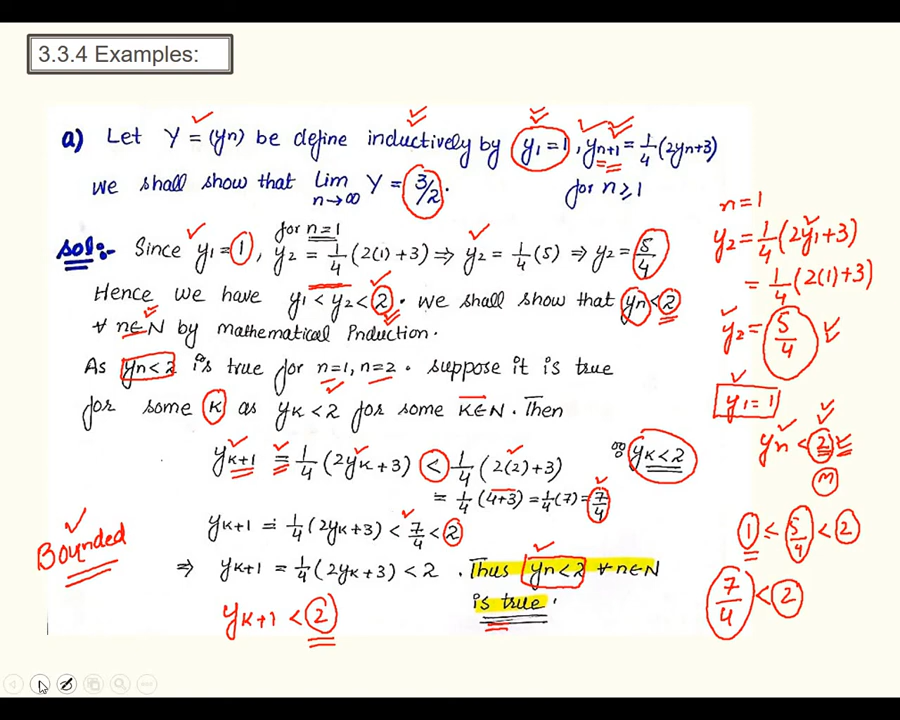 3.3.4 Examples:
a) Let Y = (yn) be define inductively by y1 = 1, yn+1 = 1/4 (2yn+3)
we shall show that Lim n→∞ Y = 3/2. for n ≥ 1
Sol:- Since y1 = 1, for n=1 y2 = 1/4 (2(1)+3) ⇒ y2 = 1/4 (5) ⇒ y2 = 5/4
Hence we have y1 < y2 < 2. we shall show that yn < 2
∀ n∈N by mathematical Induction.
As yn < 2 is true for n=1, n=2. suppose it is true
for some K as yK < 2 for some K∈N. Then
yK+1 = 1/4 (2yK+3) < 1/4 (2(2)+3) ∵ yK < 2
= 1/4 (4+3) = 1/4 (7) = 7/4
yK+1 = 1/4 (2yK+3) < 7/4 < 2
⇒ yK+1 = 1/4 (2yK+3) < 2. Thus yn < 2 ∀ n∈N
is true.
yK+1 < 2
Bounded
n=1
y2 = 1/4 (2y1+3)
= 1/4 (2(1)+3)
y2 = 5/4
y1 = 1
yn < 2
m
1 ≤ 5/4 < 2
7/4 < 2